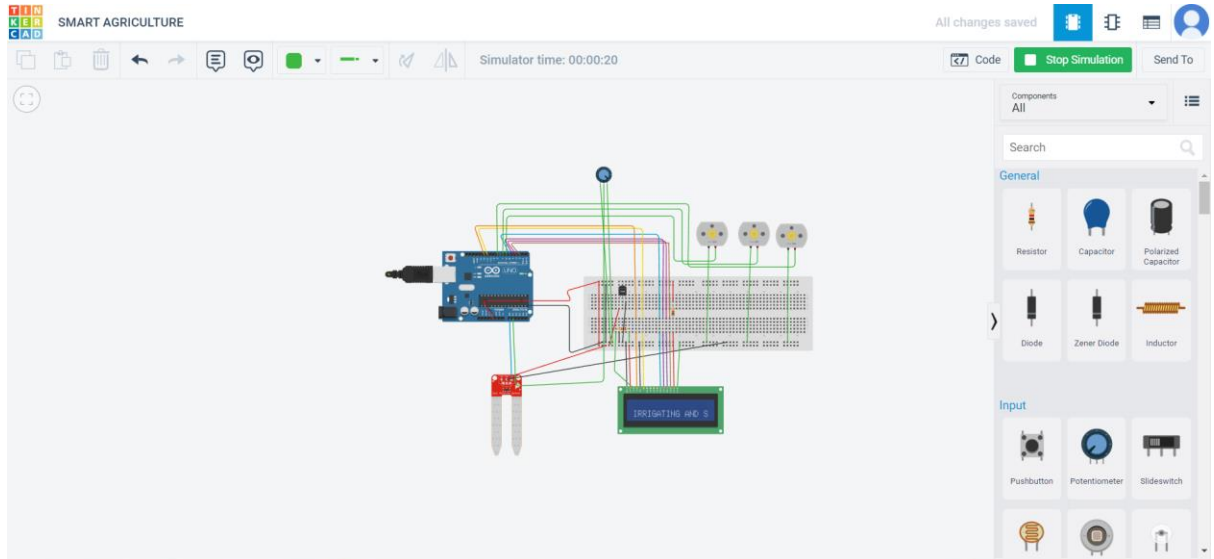 TIN
KER
CAD
SMART AGRICULTURE
All changes saved
Simulator time: 00:00:20
Code
Stop Simulation
Send To
Components
All
Search
General
Resistor
Capacitor
Polarized
Capacitor
Diode
Zener Diode
Inductor
Input
Pushbutton
Potentiometer
Slideswitch
UNO
IRRIGATING AND S